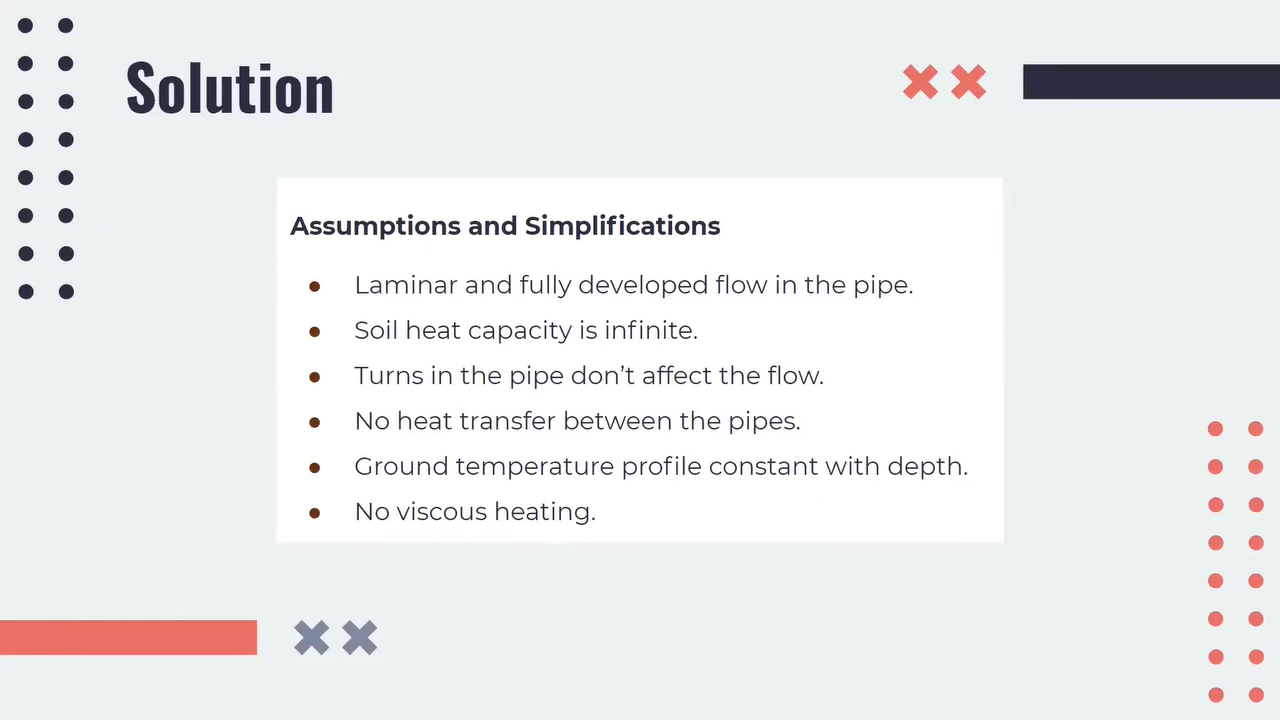 Solution
Assumptions and Simplifications
● Laminar and fully developed flow in the pipe.
● Soil heat capacity is infinite.
● Turns in the pipe don’t affect the flow.
● No heat transfer between the pipes.
● Ground temperature profile constant with depth.
● No viscous heating.